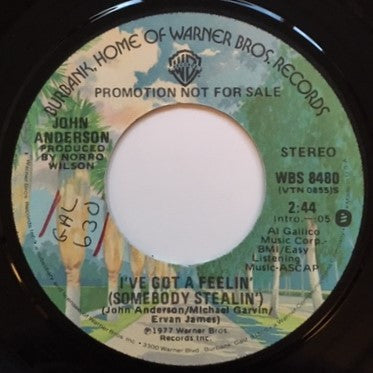 BURBANK, HOME OF WARNER BROS. RECORDS
WB
PROMOTION NOT FOR SALE
JOHN
ANDERSON
PRODUCED
BY NORRO
WILSON
STEREO
WBS 8480
(VTN 0855)S
2:44
Intro.—:05
W
Al Gallico
Music Corp.-
BMI/Easy
Listening
Music-ASCAP
GAL
630
I'VE GOT A FEELIN'
(SOMEBODY STEALIN')
(John Anderson/Michael Garvin/
Ervan James)
℗1977 Warner Bros.
Records Inc.